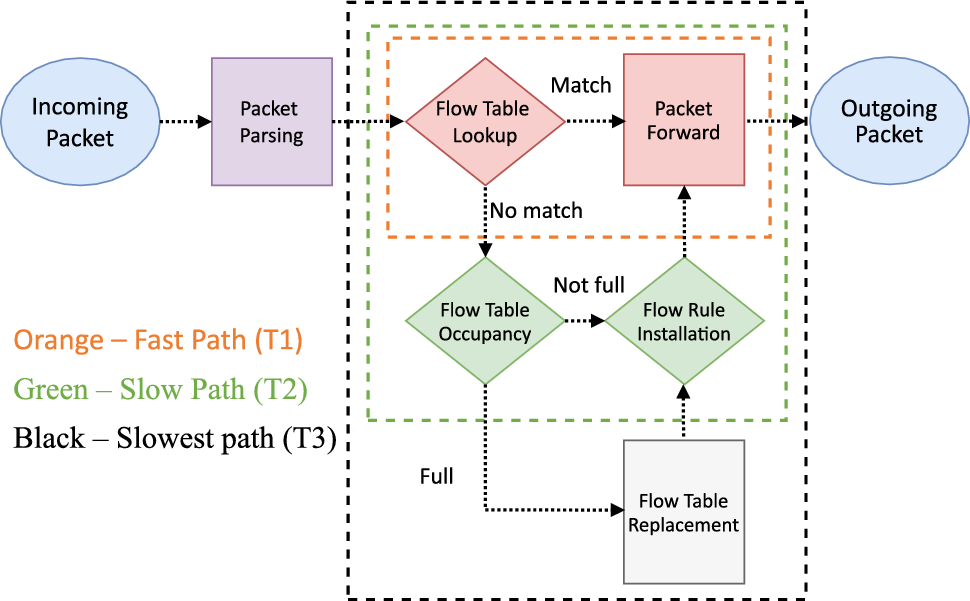 Incoming
Packet
Packet
Parsing
Flow Table
Lookup
Match
Packet
Forward
Outgoing
Packet
No match
Flow Table
Occupancy
Not full
Flow Rule
Installation
Orange – Fast Path (T1)
Green – Slow Path (T2)
Black – Slowest path (T3)
Full
Flow Table
Replacement